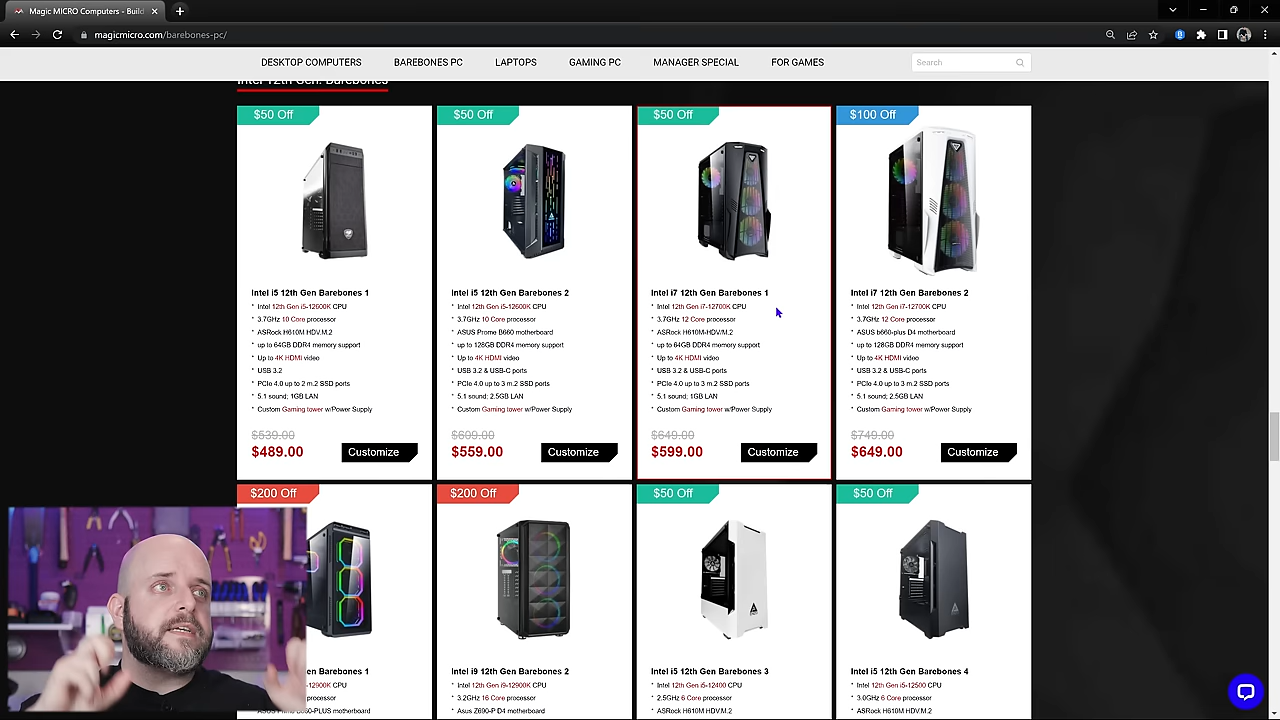 Magic MICRO Computers - Build
magicmicro.com/barebones-pc/
DESKTOP COMPUTERS BAREBONES PC LAPTOPS GAMING PC MANAGER SPECIAL FOR GAMES Search
Intel 12th Gen. Barebones
$50 Off
Intel i5 12th Gen Barebones 1
* Intel 12th Gen i5-12600K CPU
* 3.7GHz 10 Core processor
* ASRock H610M HDV.M.2
* up to 64GB DDR4 memory support
* Up to 4K HDMI video
* USB 3.2
* PCIe 4.0 up to 2 m.2 SSD ports
* 5.1 sound; 1GB LAN
* Custom Gaming tower w/Power Supply
$539.00
$489.00 Customize
$50 Off
Intel i5 12th Gen Barebones 2
* Intel 12th Gen i5-12600K CPU
* 3.7GHz 10 Core processor
* ASUS Prome B660 motherboard
* up to 128GB DDR4 memory support
* Up to 4K HDMI video
* USB 3.2 & USB-C ports
* PCIe 4.0 up to 3 m.2 SSD ports
* 5.1 sound; 2.5GB LAN
* Custom Gaming tower w/Power Supply
$609.00
$559.00 Customize
$50 Off
Intel i7 12th Gen Barebones 1
* Intel 12th Gen i7-12700K CPU
* 3.7GHz 12 Core processor
* ASRock H610M-HDV/M.2
* up to 64GB DDR4 memory support
* Up to 4K HDMI video
* USB 3.2 & USB-C ports
* PCIe 4.0 up to 3 m.2 SSD ports
* 5.1 sound; 1GB LAN
* Custom Gaming tower w/Power Supply
$649.00
$599.00 Customize
$100 Off
Intel i7 12th Gen Barebones 2
* Intel 12th Gen i7-12700K CPU
* 3.7GHz 12 Core processor
* ASUS b660-plus D4 motherboard
* up to 128GB DDR4 memory support
* Up to 4K HDMI video
* USB 3.2 & USB-C ports
* PCIe 4.0 up to 3 m.2 SSD ports
* 5.1 sound; 2.5GB LAN
* Custom Gaming tower w/Power Supply
$749.00
$649.00 Customize
$200 Off
en Barebones 1
-12900K CPU
processor
ASUS Prime B660-PLUS motherboard
$200 Off
Intel i9 12th Gen Barebones 2
* Intel 12th Gen i9-12900K CPU
* 3.2GHz 16 Core processor
* Asus Z690-P D4 motherboard
$50 Off
Intel i5 12th Gen Barebones 3
* Intel 12th Gen i5-12400 CPU
* 2.5GHz 6 Core processor
* ASRock H610M HDV/M.2
$50 Off
Intel i5 12th Gen Barebones 4
* Intel 12th Gen i5-12500 CPU
* 3.0GHz 6 Core processor
* ASRock H610M HDV/M.2